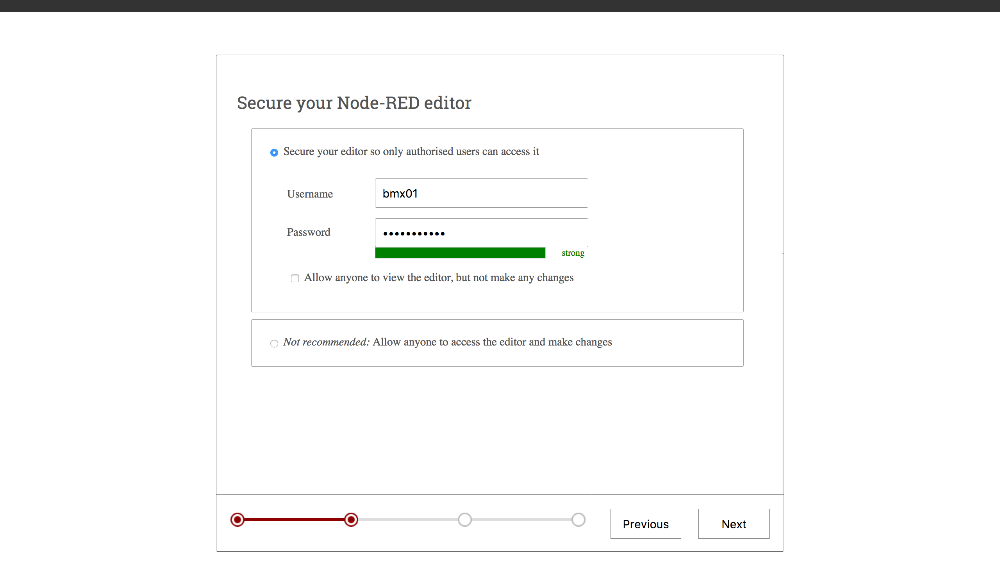 Secure your Node-RED editor
Secure your editor so only authorised users can access it
Username
bmx01
Password
•••••••••••
strong
Allow anyone to view the editor, but not make any changes
Not recommended: Allow anyone to access the editor and make changes
Previous
Next